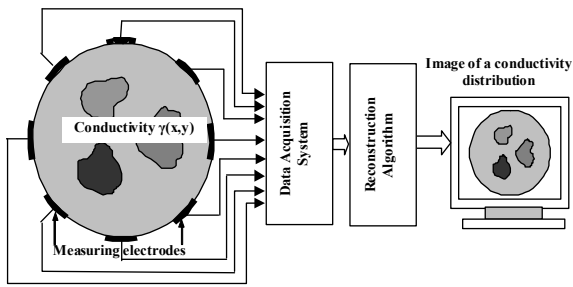 Image of a conductivity
distribution
Conductivity γ(x,y)
Data Acquisition
System
Reconstruction
Algorithm
Measuring electrodes